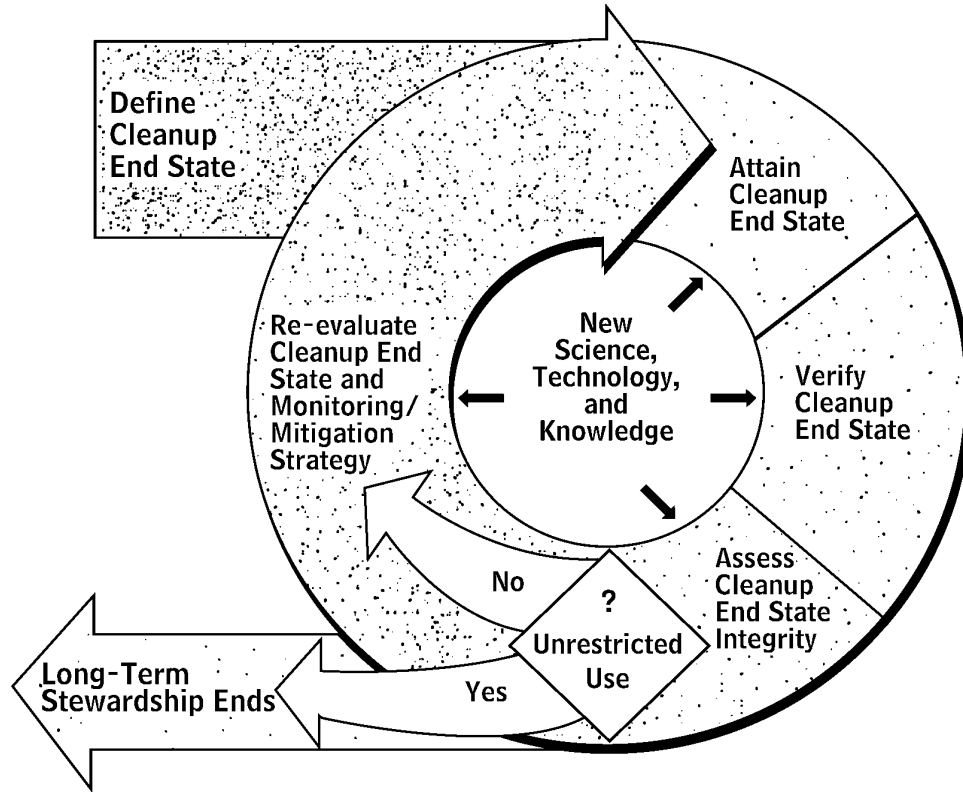 Define
Cleanup
End State
Attain
Cleanup
End State
Verify
Cleanup
End State
Assess
Cleanup
End State
Integrity
?
Unrestricted
Use
No
Yes
Re-evaluate
Cleanup End
State and
Monitoring/
Mitigation
Strategy
New
Science,
Technology,
and
Knowledge
Long-Term
Stewardship Ends